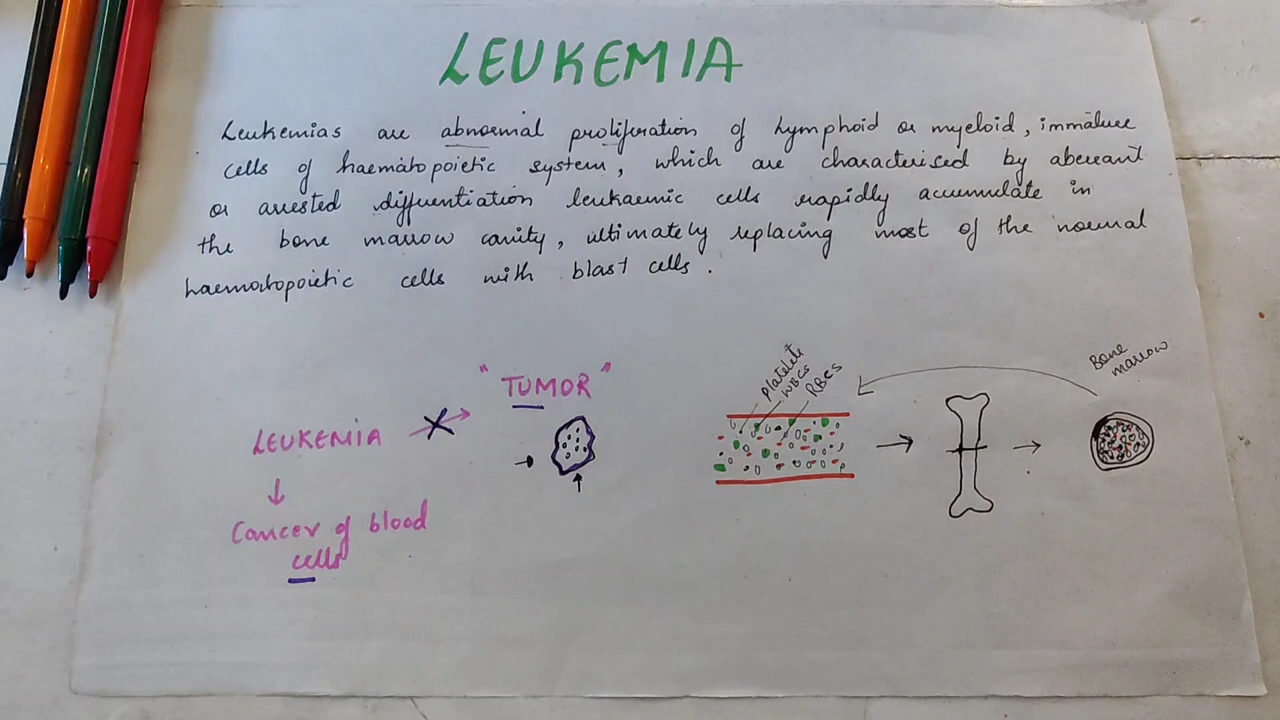 LEUKEMIA
Leukemias are abnormal proliferation of lymphoid or myeloid, immature
cells of haematopoietic system, which are characterised by aberrant
or arrested differentiation leukaemic cells rapidly accumulate in
the bone marrow cavity, ultimately replacing most of the normal
haematopoietic cells with blast cells.
"TUMOR"
LEUKEMIA
Cancer of blood
cells
Platelete
WBCs
RBCs
Bone
marrow